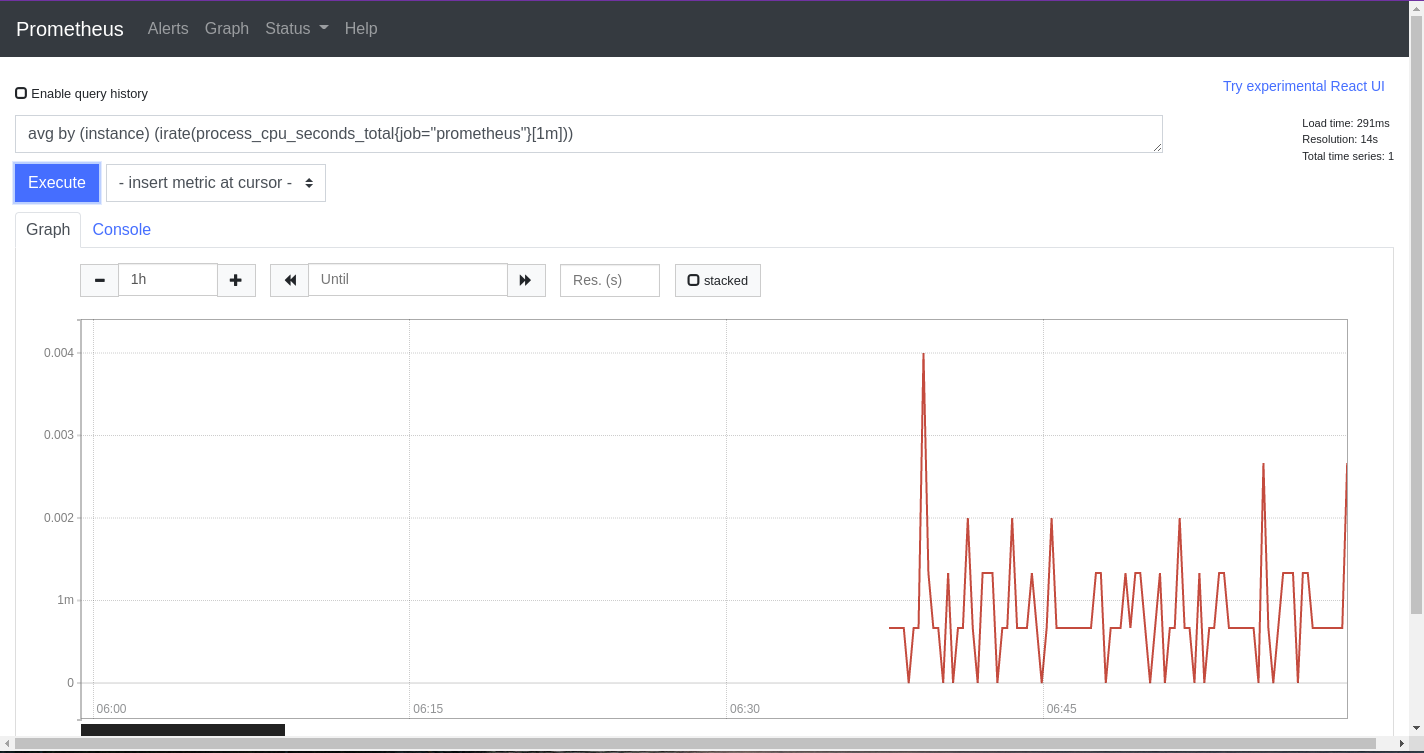 Prometheus Alerts Graph Status Help
Enable query history
Try experimental React UI
avg by (instance) (irate(process_cpu_seconds_total{job="prometheus"}[1m]))
Load time: 291ms
Resolution: 14s
Total time series: 1
Execute
- insert metric at cursor -
Graph Console
1h
Until
Res. (s)
stacked
0.004
0.003
0.002
1m
0
06:00 06:15 06:30 06:45